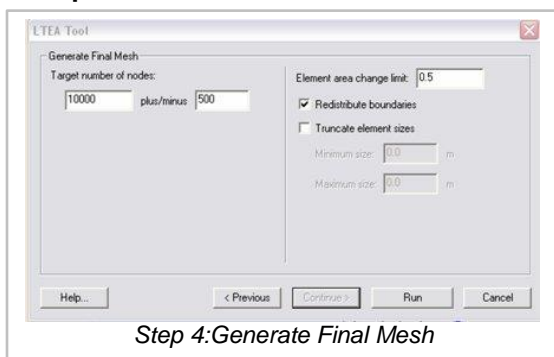 LTEA Tool
Generate Final Mesh
Target number of nodes:
10000 plus/minus 500
Element area change limit: 0.5
Redistribute boundaries
Truncate element sizes
Minimum size: 0.0 m
Maximum size: 0.0 m
Help... < Previous Continue > Run Cancel
Step 4:Generate Final Mesh